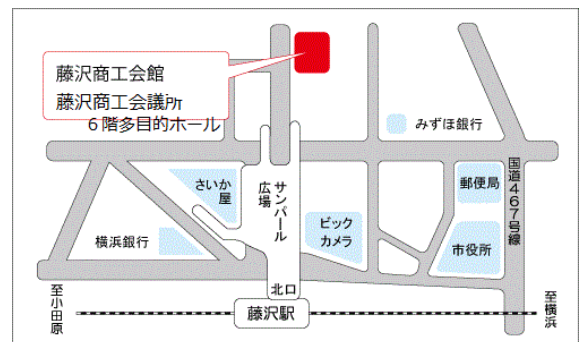 藤沢商工会館
藤沢商工会議所
６階多目的ホール
みずほ銀行
さいか
屋
サンパール
広場
ビック
カメラ
郵便局
市役所
国道４６７号線
横浜銀行
北口
藤沢駅
至小田原
至横浜